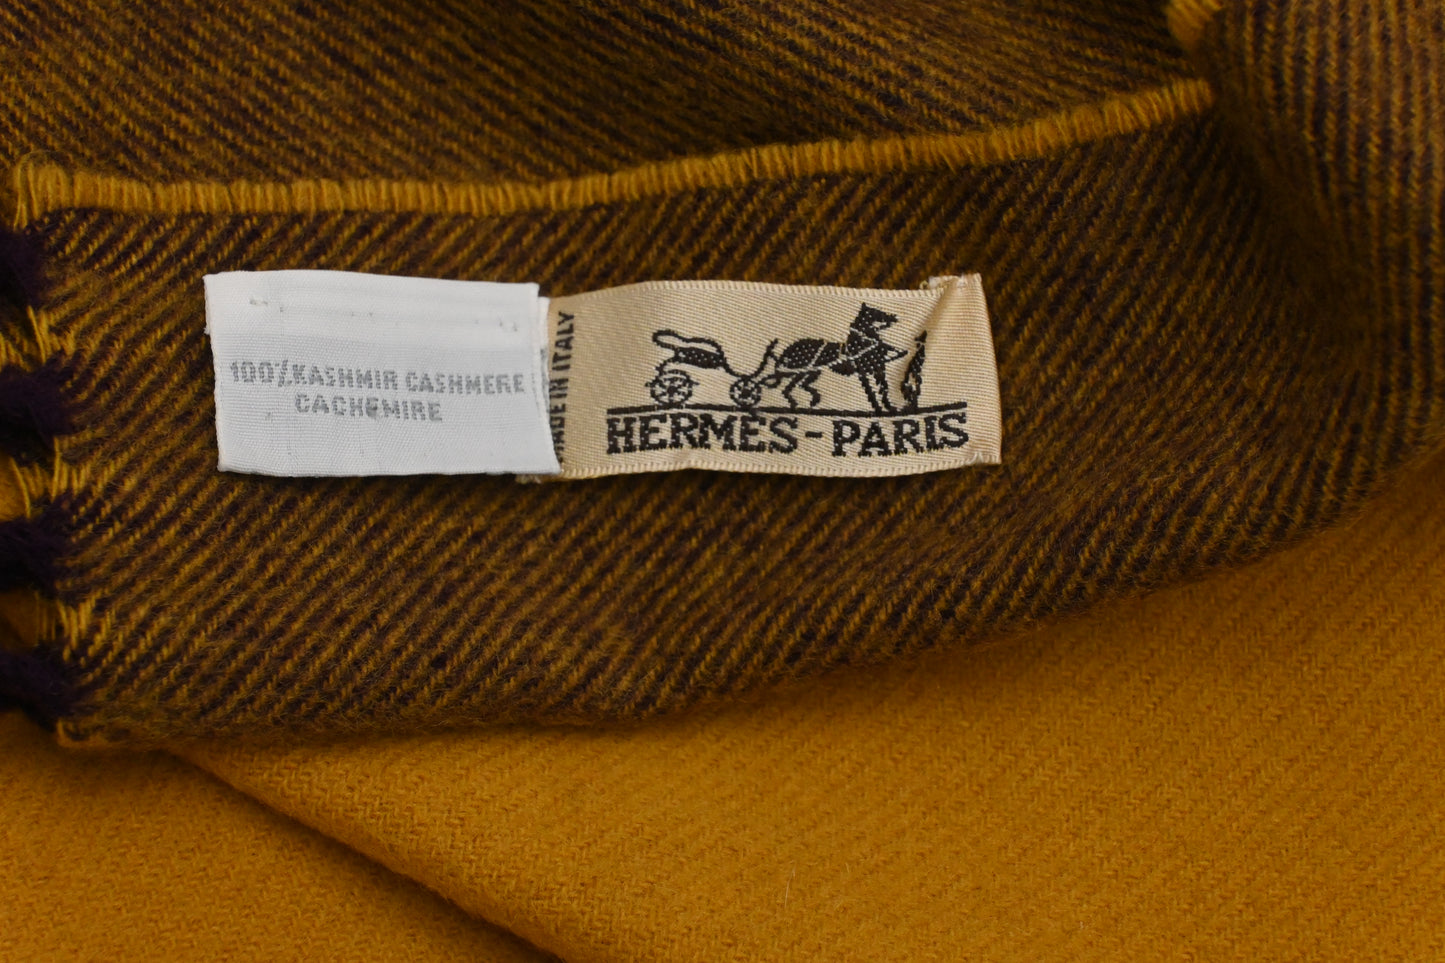 100% KASHMIR CASHMERE
CACHEMIRE
MADE IN ITALY
HERMES-PARIS